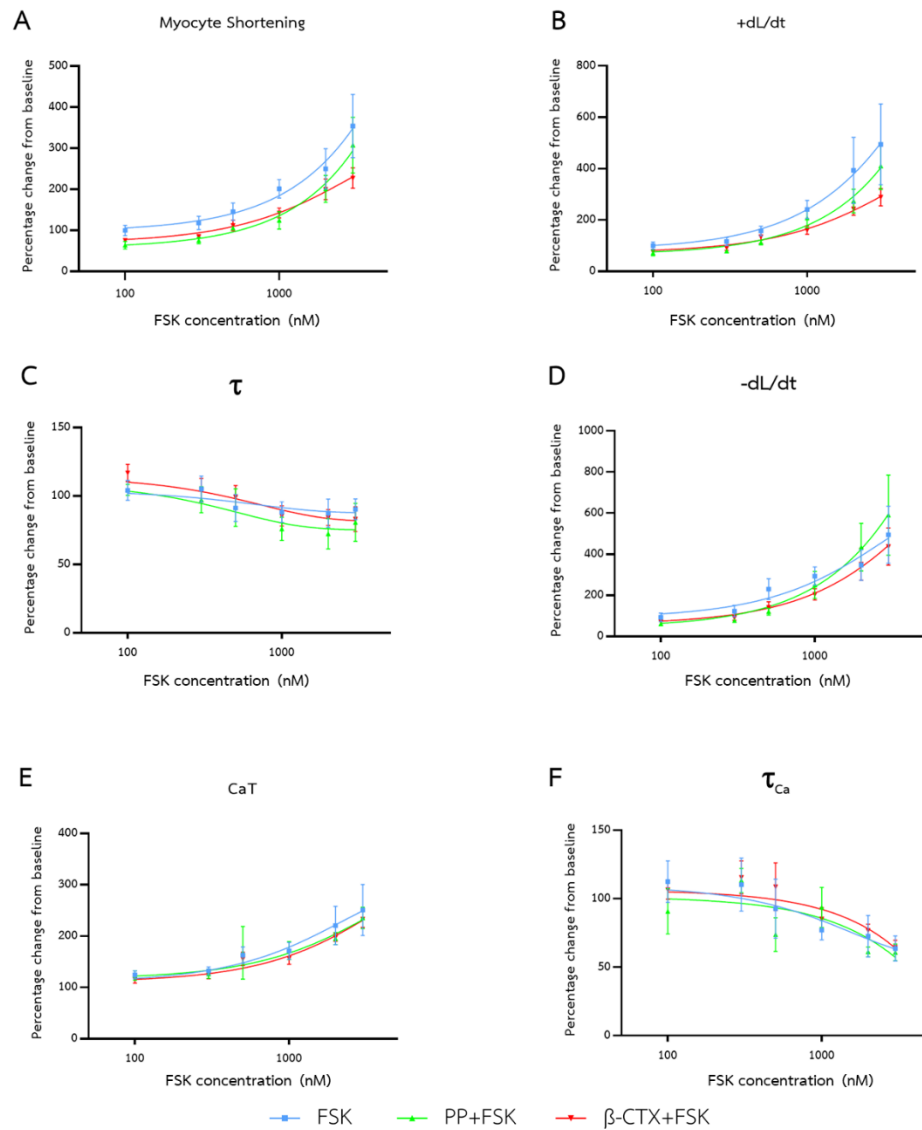 A
Myocyte Shortening
Percentage change from baseline
500
400
300
200
100
0
100
1000
FSK concentration (nM)
B
+dL/dt
Percentage change from baseline
800
600
400
200
0
100
1000
FSK concentration (nM)
C
τ
Percentage change from baseline
150
100
50
0
100
1000
FSK concentration (nM)
D
-dL/dt
Percentage change from baseline
1000
800
600
400
200
0
100
1000
FSK concentration (nM)
E
CaT
Percentage change from baseline
400
300
200
100
0
100
1000
FSK concentration (nM)
F
τCa
Percentage change from baseline
150
100
50
0
100
1000
FSK concentration (nM)
FSK
PP+FSK
β-CTX+FSK